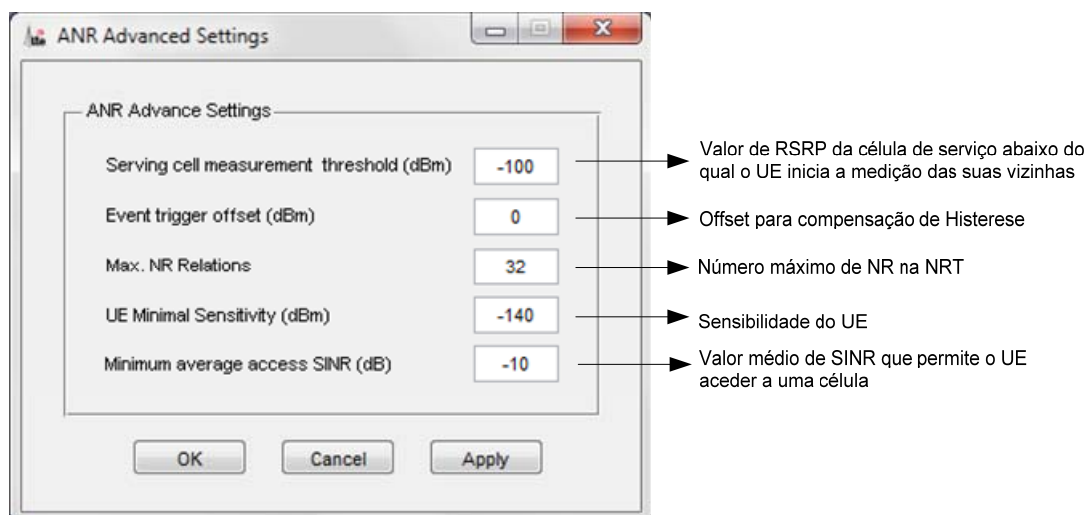 ANR Advanced Settings
ANR Advance Settings
Serving cell measurement threshold (dBm)
-100
Valor de RSRP da célula de serviço abaixo do
qual o UE inicia a medição das suas vizinhas
Event trigger offset (dBm)
0
Offset para compensação de Histerese
Max. NR Relations
32
Número máximo de NR na NRT
UE Minimal Sensitivity (dBm)
-140
Sensibilidade do UE
Minimum average access SINR (dB)
-10
Valor médio de SINR que permite o UE
aceder a uma célula
OK
Cancel
Apply